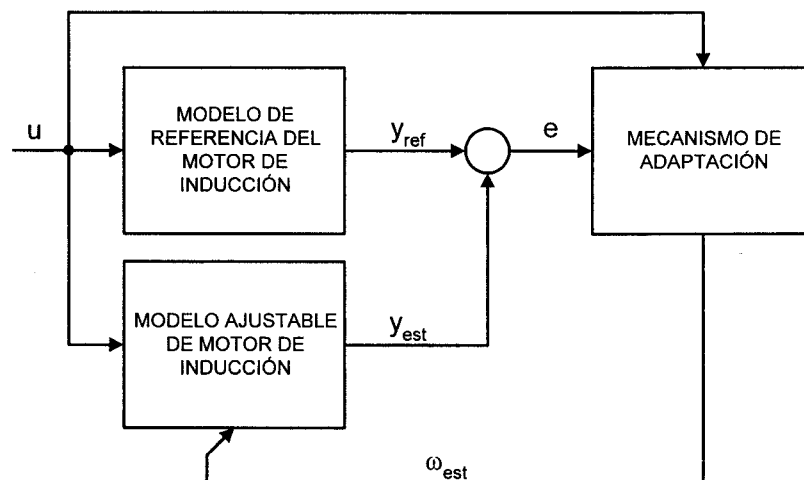 MODELO DE
REFERENCIA DEL
MOTOR DE
INDUCCIÓN
u
y_ref
e
MECANISMO DE
ADAPTACIÓN
MODELO AJUSTABLE
DE MOTOR DE
INDUCCIÓN
y_est
ω_est